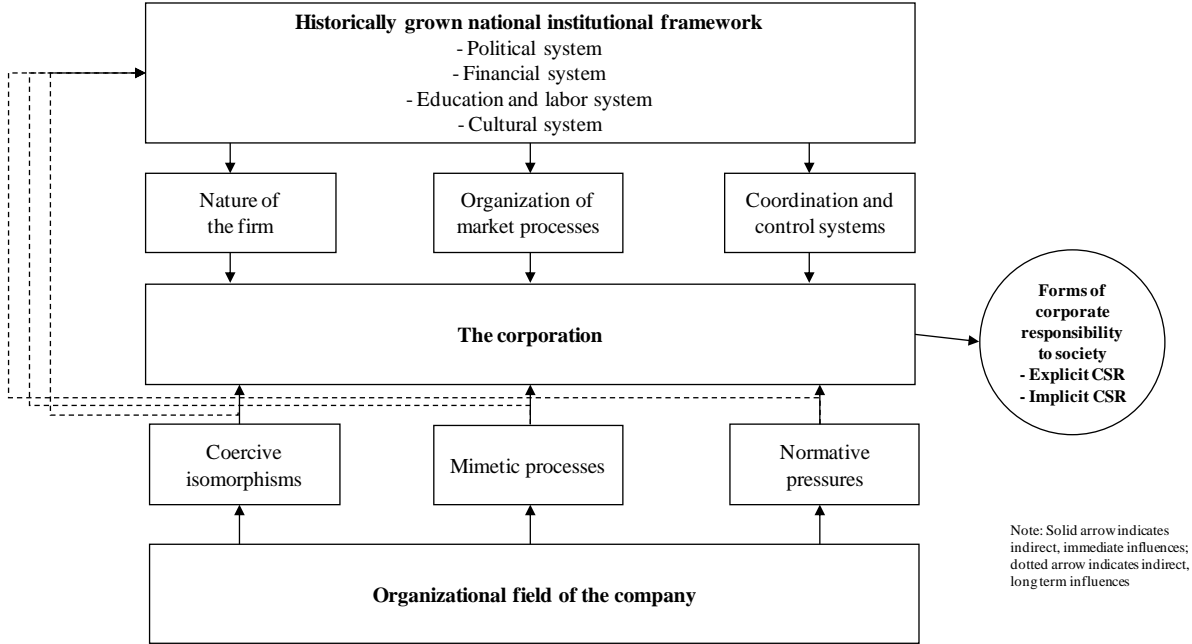 Historically grown national institutional framework
- Political system
- Financial system
- Education and labor system
- Cultural system
Nature of
the firm
Organization of
market processes
Coordination and
control systems
The corporation
Forms of
corporate
responsibility
to society
- Explicit CSR
- Implicit CSR
Coercive
isomorphisms
Mimetic processes
Normative
pressures
Organizational field of the company
Note: Solid arrow indicates
indirect, immediate influences;
dotted arrow indicates indirect,
long term influences